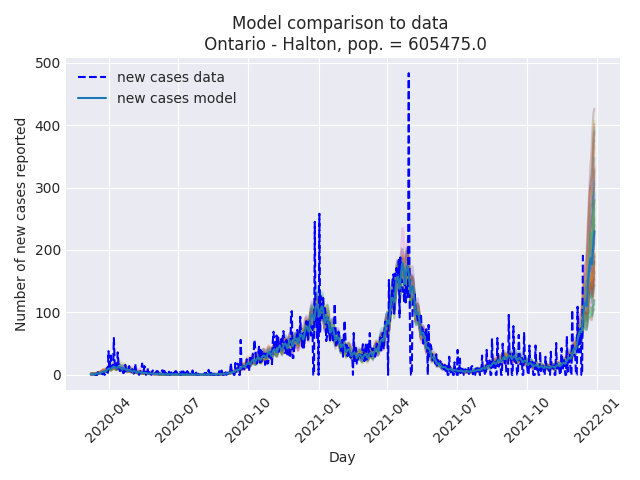 Model comparison to data
Ontario - Halton, pop. = 605475.0
new cases data
new cases model
Number of new cases reported
500
400
300
200
100
0
2020-04
2020-07
2020-10
2021-01
2021-04
2021-07
2021-10
2022-01
Day